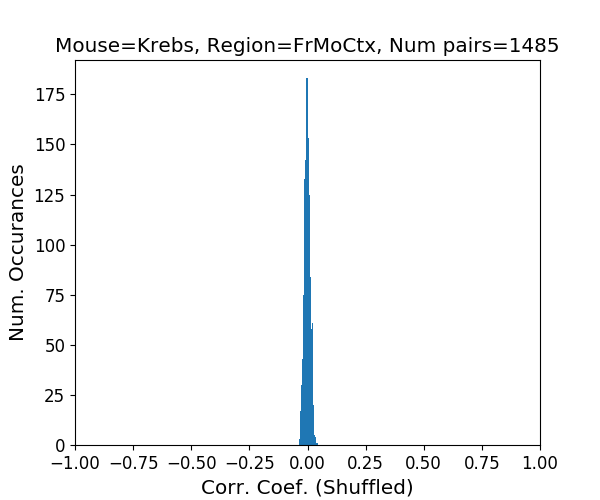 Mouse=Krebs, Region=FrMoCtx, Num pairs=1485
175
150
125
100
75
50
25
0
Num. Occurances
−1.00 −0.75 −0.50 −0.25 0.00 0.25 0.50 0.75 1.00
Corr. Coef. (Shuffled)